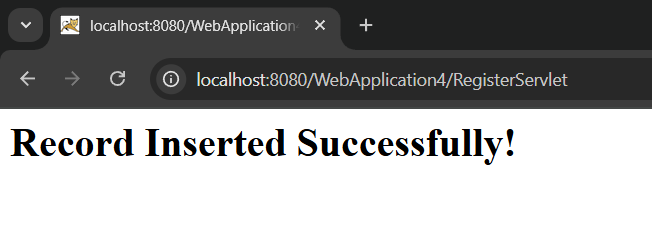 localhost:8080/WebApplication
localhost:8080/WebApplication4/RegisterServlet
Record Inserted Successfully!